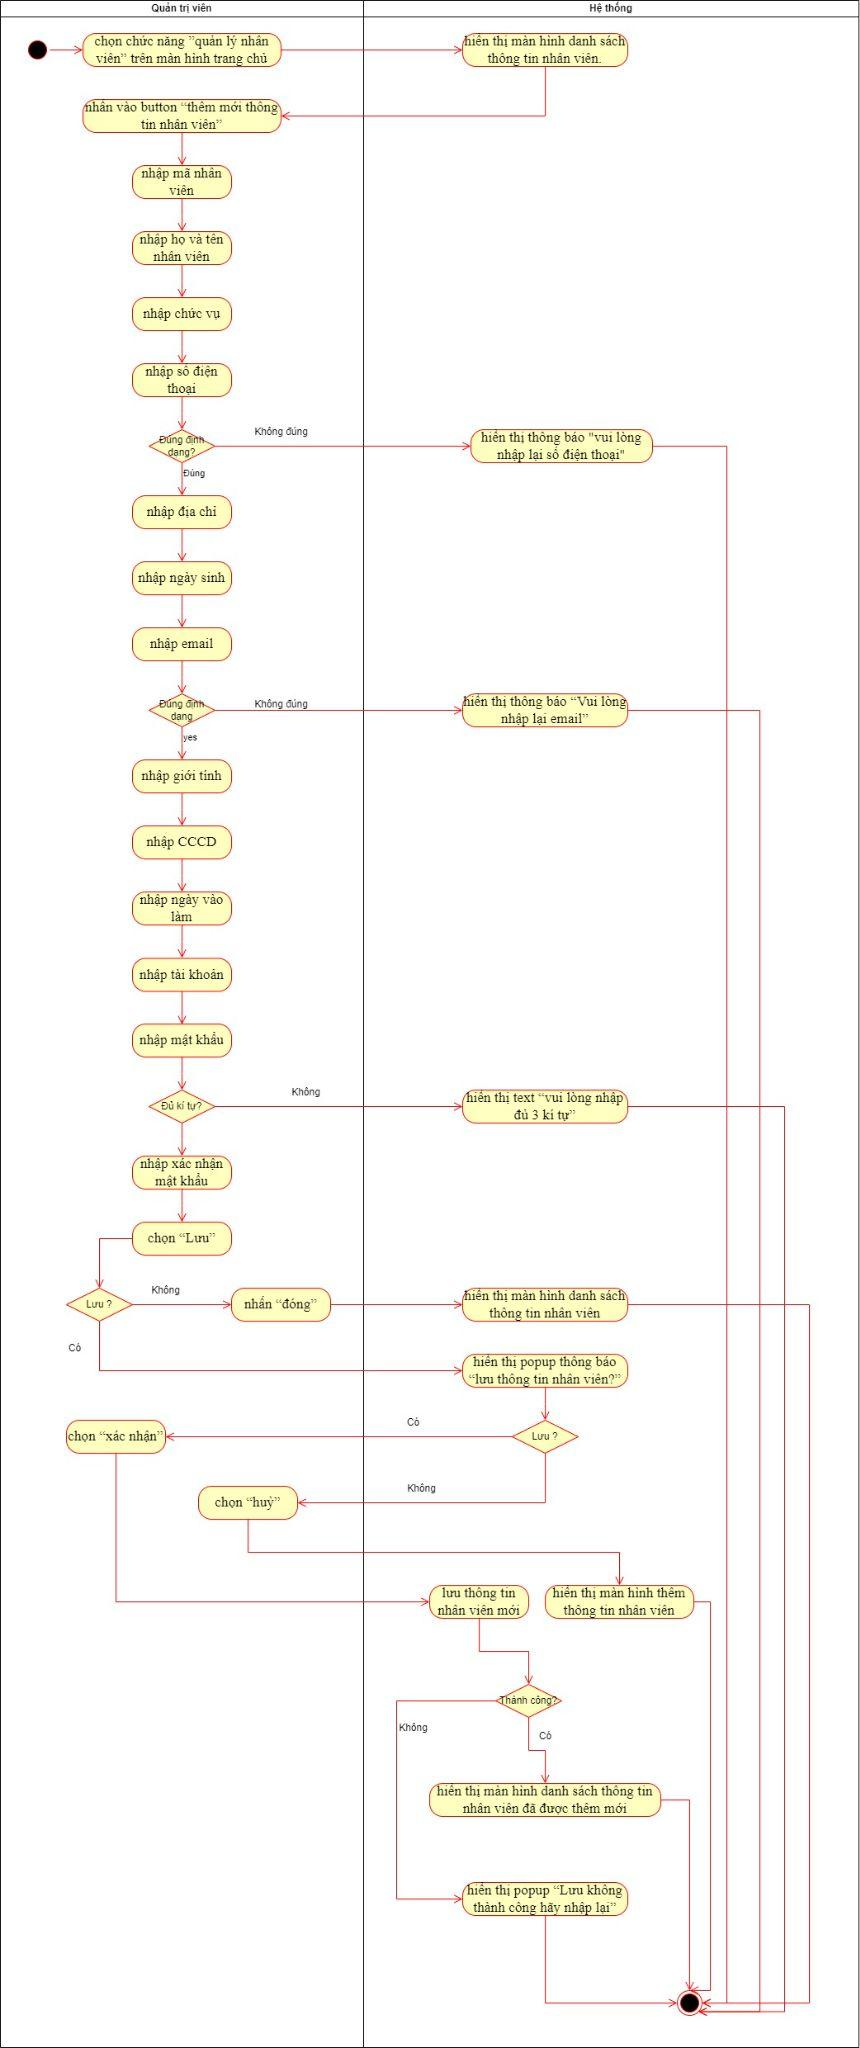 Quản trị viên
Hệ thống
chọn chức năng ”quản lý nhân
viên” trên màn hình trang chủ
hiển thị màn hình danh sách
thông tin nhân viên.
nhấn vào button “thêm mới thông
tin nhân viên”
nhập mã nhân
viên
nhập họ và tên
nhân viên
nhập chức vụ
nhập số điện
thoại
Đúng định
dạng?
Không đúng
hiển thị thông báo "vui lòng
nhập lại số điện thoại"
Đúng
nhập địa chỉ
nhập ngày sinh
nhập email
Đúng định
dạng
Không đúng
hiển thị thông báo “Vui lòng
nhập lại email”
yes
nhập giới tính
nhập CCCD
nhập ngày vào
làm
nhập tài khoản
nhập mật khẩu
Đủ kí tự?
Không
hiển thị text “vui lòng nhập
đủ 3 kí tự”
nhập xác nhận
mật khẩu
chọn “Lưu”
Lưu ?
Không
nhấn “đóng”
hiển thị màn hình danh sách
thông tin nhân viên
Có
hiển thị popup thông báo
“lưu thông tin nhân viên?”
Lưu ?
Có
chọn “xác nhận”
Không
chọn “huỷ”
lưu thông tin
nhân viên mới
hiển thị màn hình thêm
thông tin nhân viên
Thành công?
Không
Có
hiển thị màn hình danh sách thông tin
nhân viên đã được thêm mới
hiển thị popup “Lưu không
thành công hãy nhập lại”